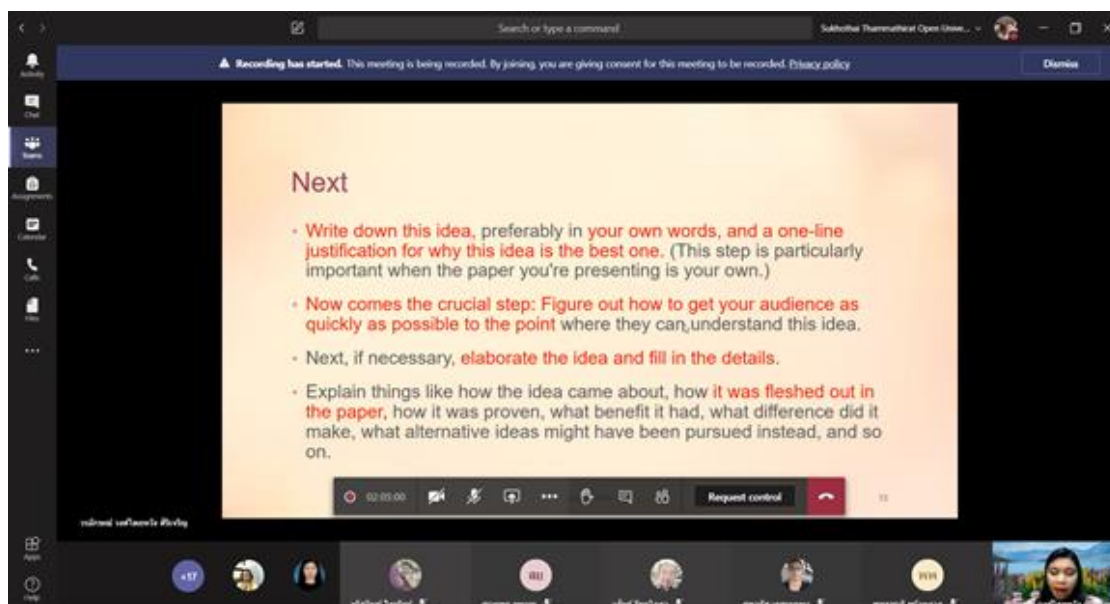 Search or type a command
Sukhothai Thammathirat Open Unive...
Recording has started. This meeting is being recorded. By joining, you are giving consent for this meeting to be recorded. Privacy policy
Dismiss
Activity
Chat
Teams
Assignments
Calendar
Calls
Files
Next
• Write down this idea, preferably in your own words, and a one-line
justification for why this idea is the best one. (This step is particularly
important when the paper you're presenting is your own.)
• Now comes the crucial step: Figure out how to get your audience as
quickly as possible to the point where they can understand this idea.
• Next, if necessary, elaborate the idea and fill in the details.
• Explain things like how the idea came about, how it was fleshed out in
the paper, how it was proven, what benefit it had, what difference did it
make, what alternative ideas might have been pursued instead, and so
on.
02:05:00
Request control
13
Apps
Help
+17